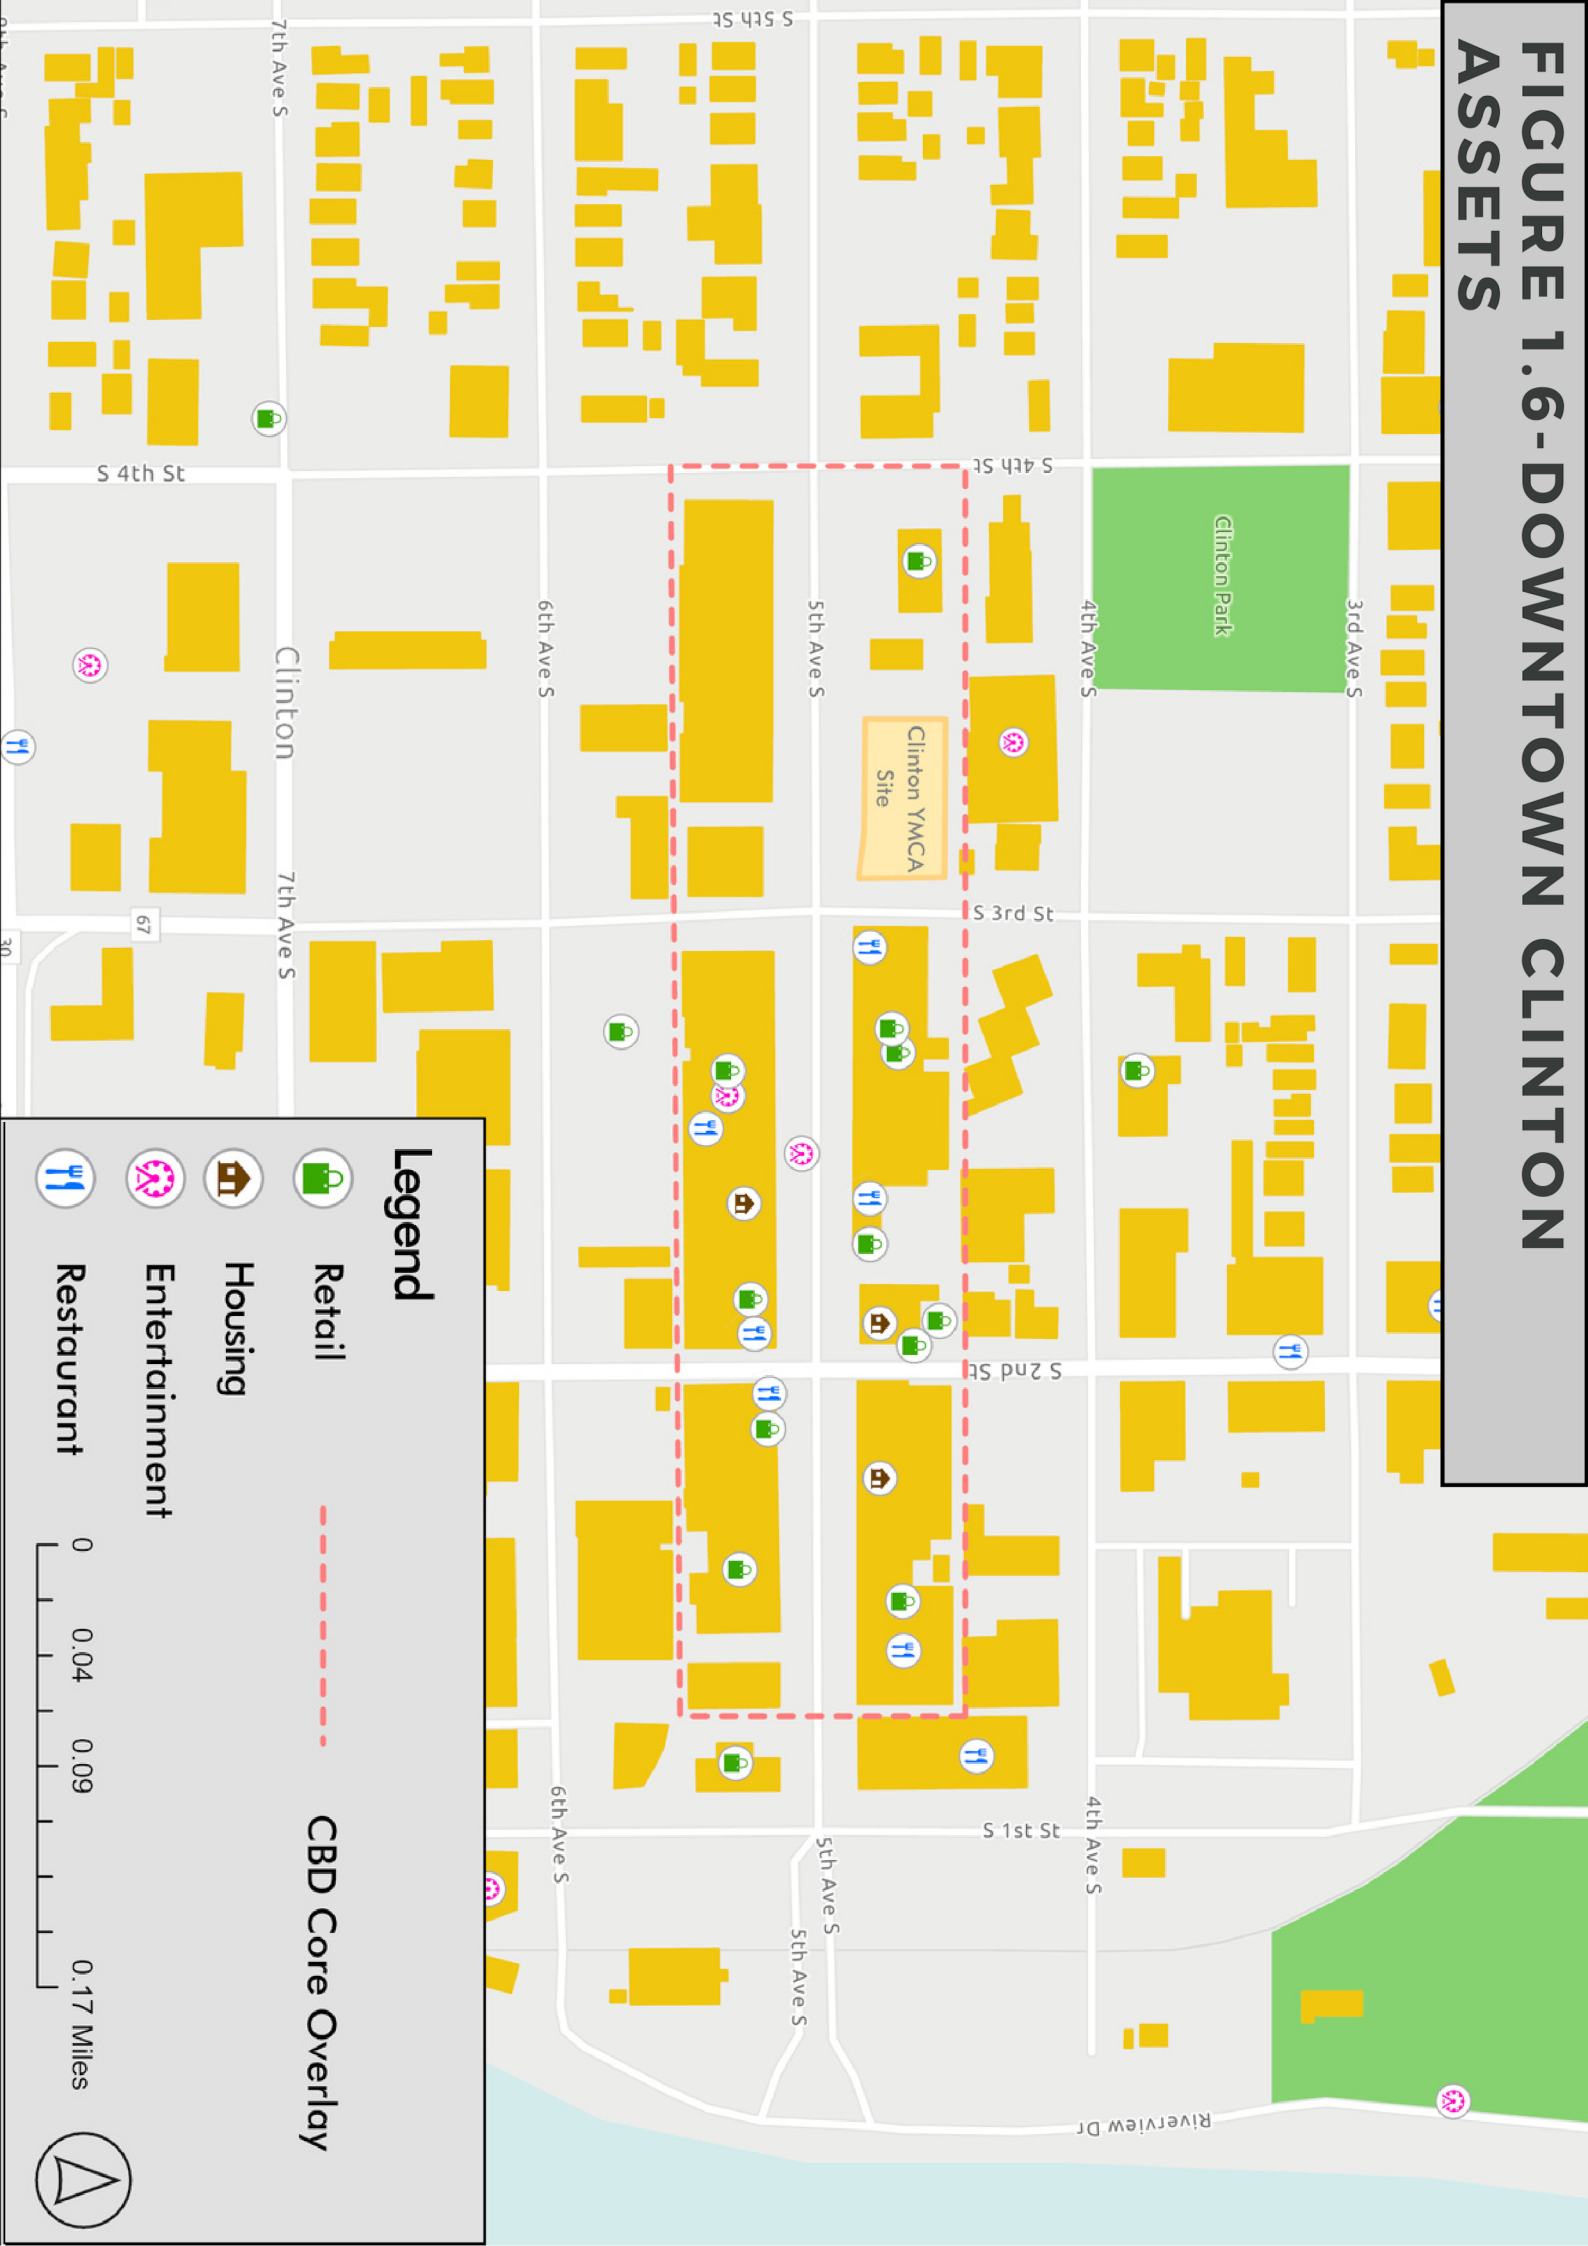 FIGURE 1.6-DOWNTOWN CLINTON
ASSETS
3rd Ave S
Clinton Park
4th Ave S
4th Ave S
5th Ave S
5th Ave S
5th Ave S
6th Ave S
6th Ave S
7th Ave S
Clinton
7th Ave S
S 5th St
S 4th St
S 4th St
S 3rd St
S 2nd St
S 1st St
Riverview Dr
Clinton YMCA
Site
67
30
Legend
Retail
Housing
Entertainment
Restaurant
CBD Core Overlay
0 0.04 0.09 0.17 Miles